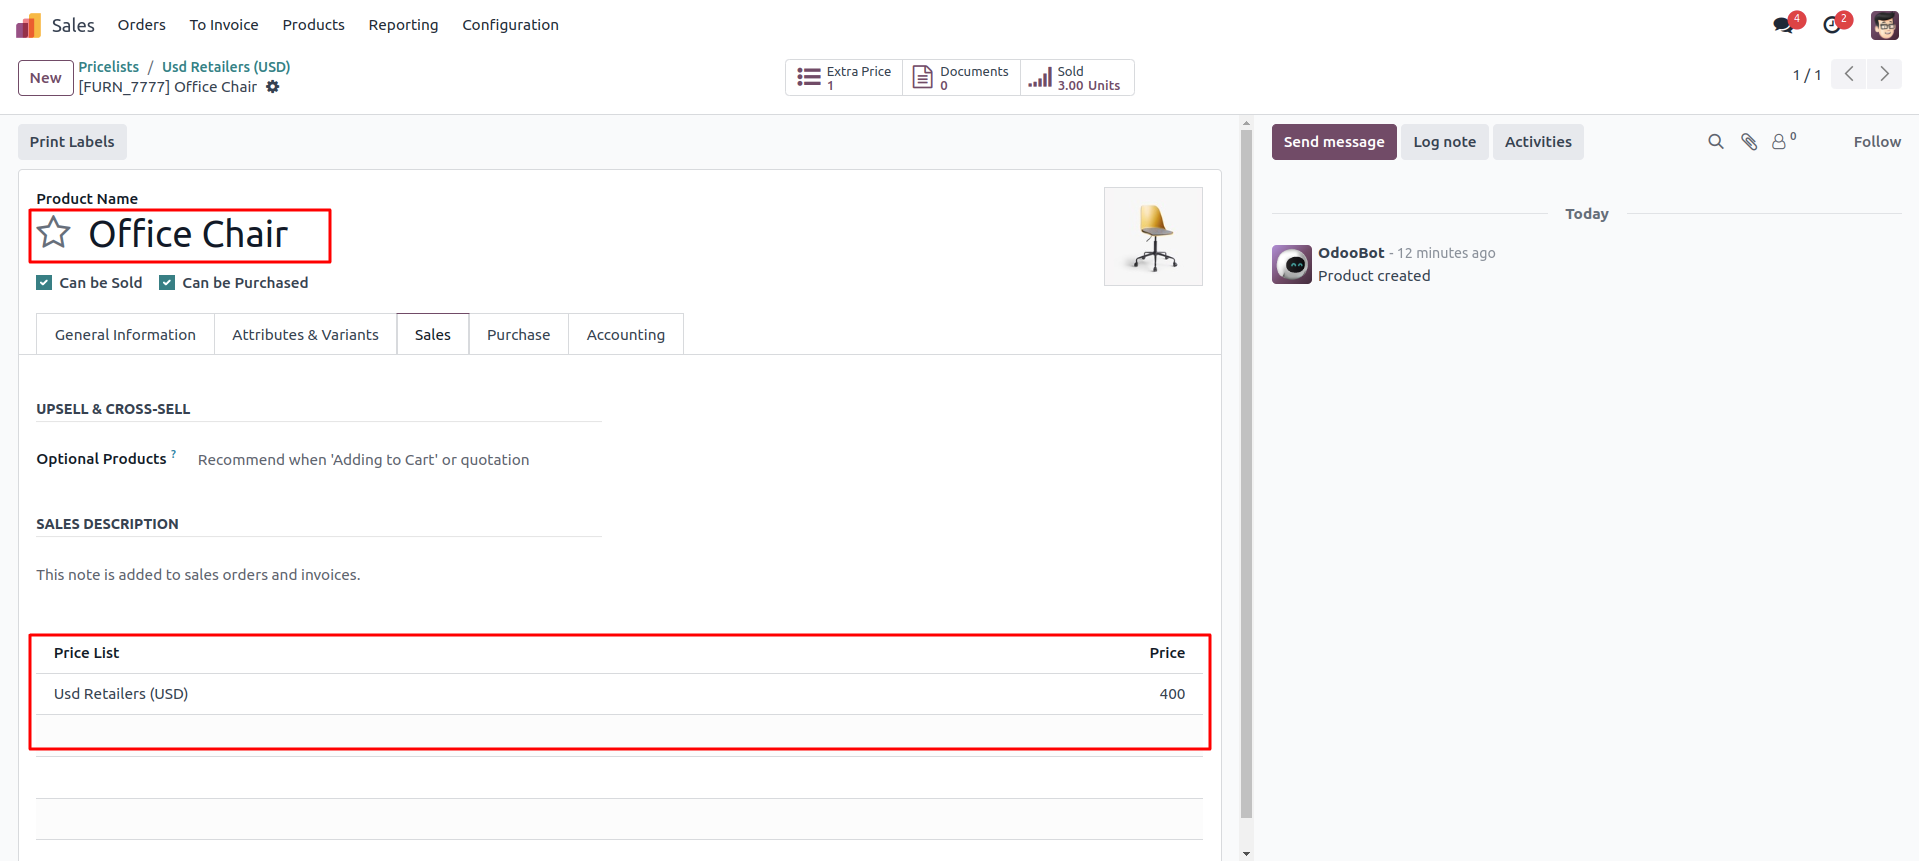 Sales Orders To Invoice Products Reporting Configuration 4 2
New Pricelists / Usd Retailers (USD)
[FURN_7777] Office Chair
Extra Price
1
Documents
0
Sold
3.00 Units
1 / 1
Print Labels
Send message Log note Activities 0 Follow
Product Name
Office Chair
Can be Sold Can be Purchased
General Information Attributes & Variants Sales Purchase Accounting
UPSELL & CROSS-SELL
Optional Products ? Recommend when 'Adding to Cart' or quotation
SALES DESCRIPTION
This note is added to sales orders and invoices.
Price List Price
Usd Retailers (USD) 400
Today
OdooBot - 12 minutes ago
Product created